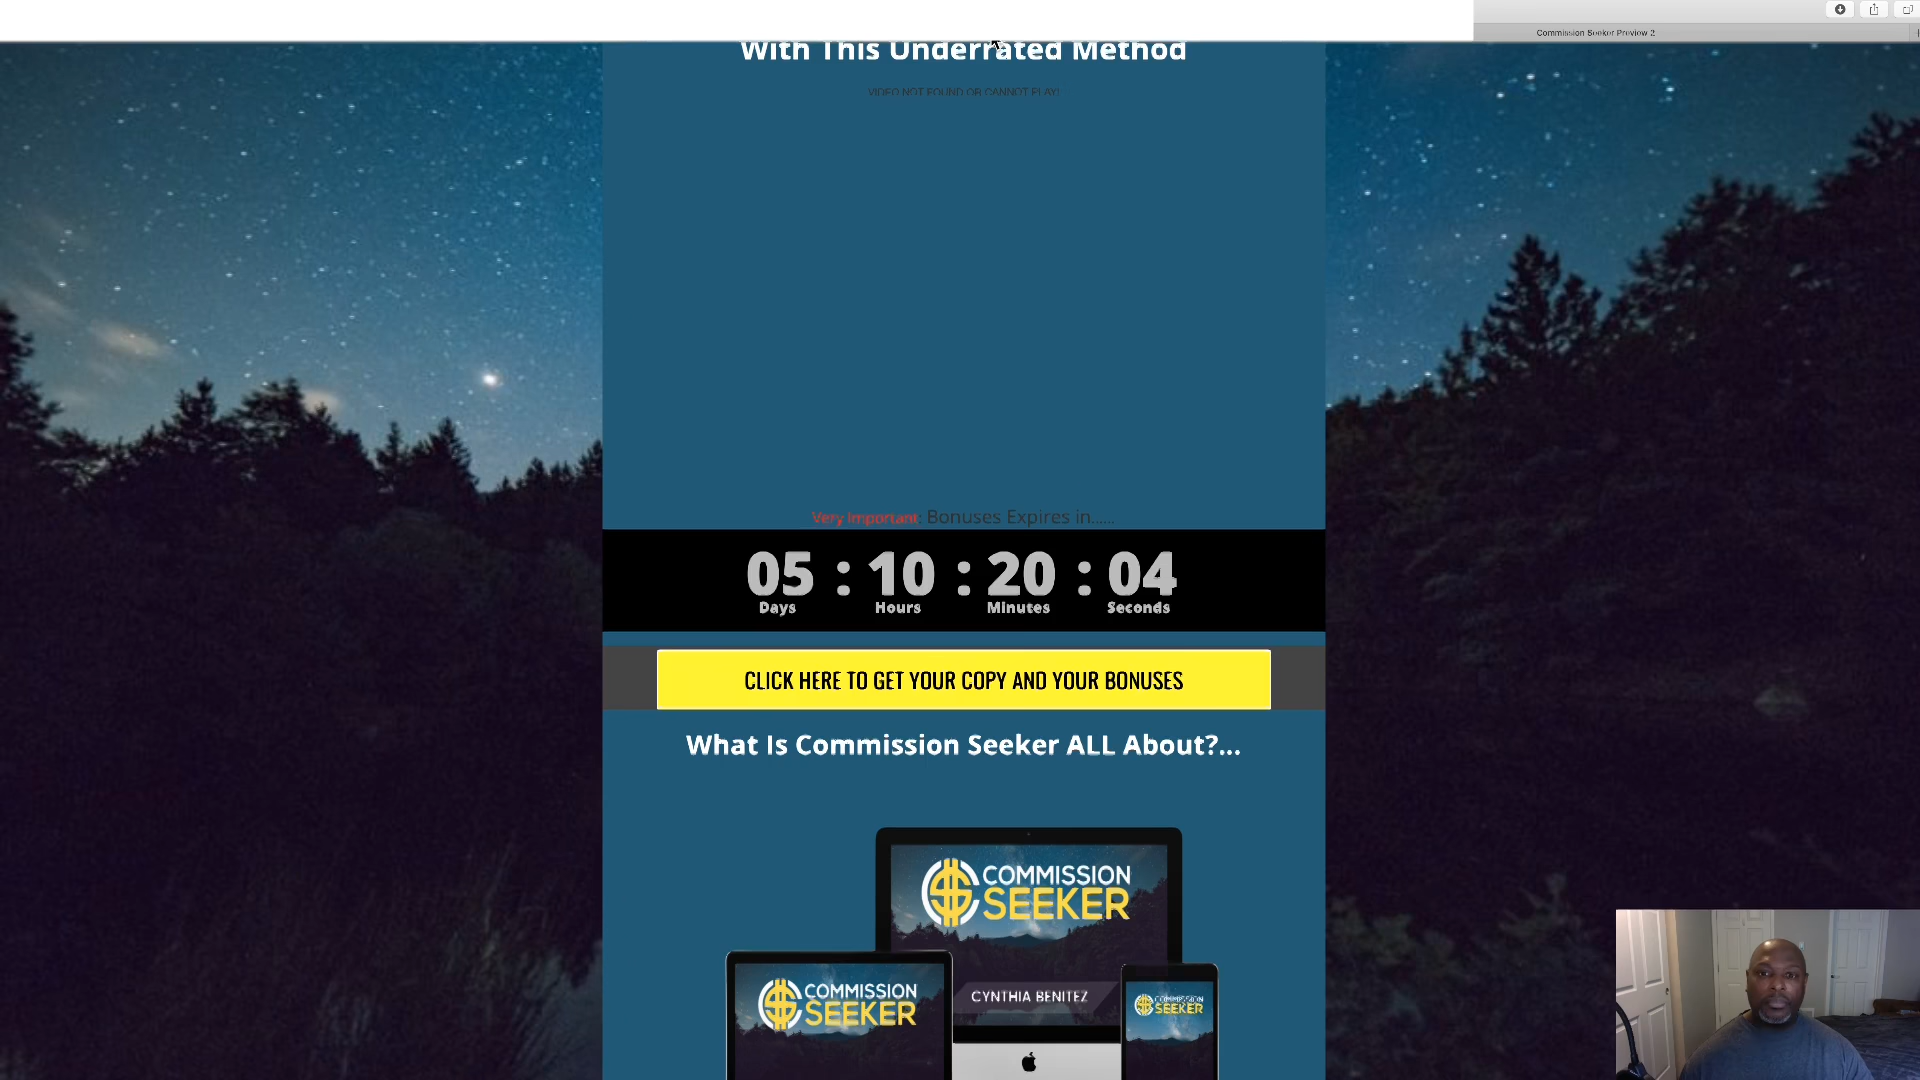 Commission Seeker Preview 2
With This Underrated Method
VIDEO NOT FOUND OR CANNOT PLAY!
Very Important: Bonuses Expires in......
05 : 10 : 20 : 04
Days Hours Minutes Seconds
CLICK HERE TO GET YOUR COPY AND YOUR BONUSES
What Is Commission Seeker ALL About?...
COMMISSION
SEEKER
CYNTHIA BENITEZ
COMMISSION
SEEKER
COMMISSION
SEEKER